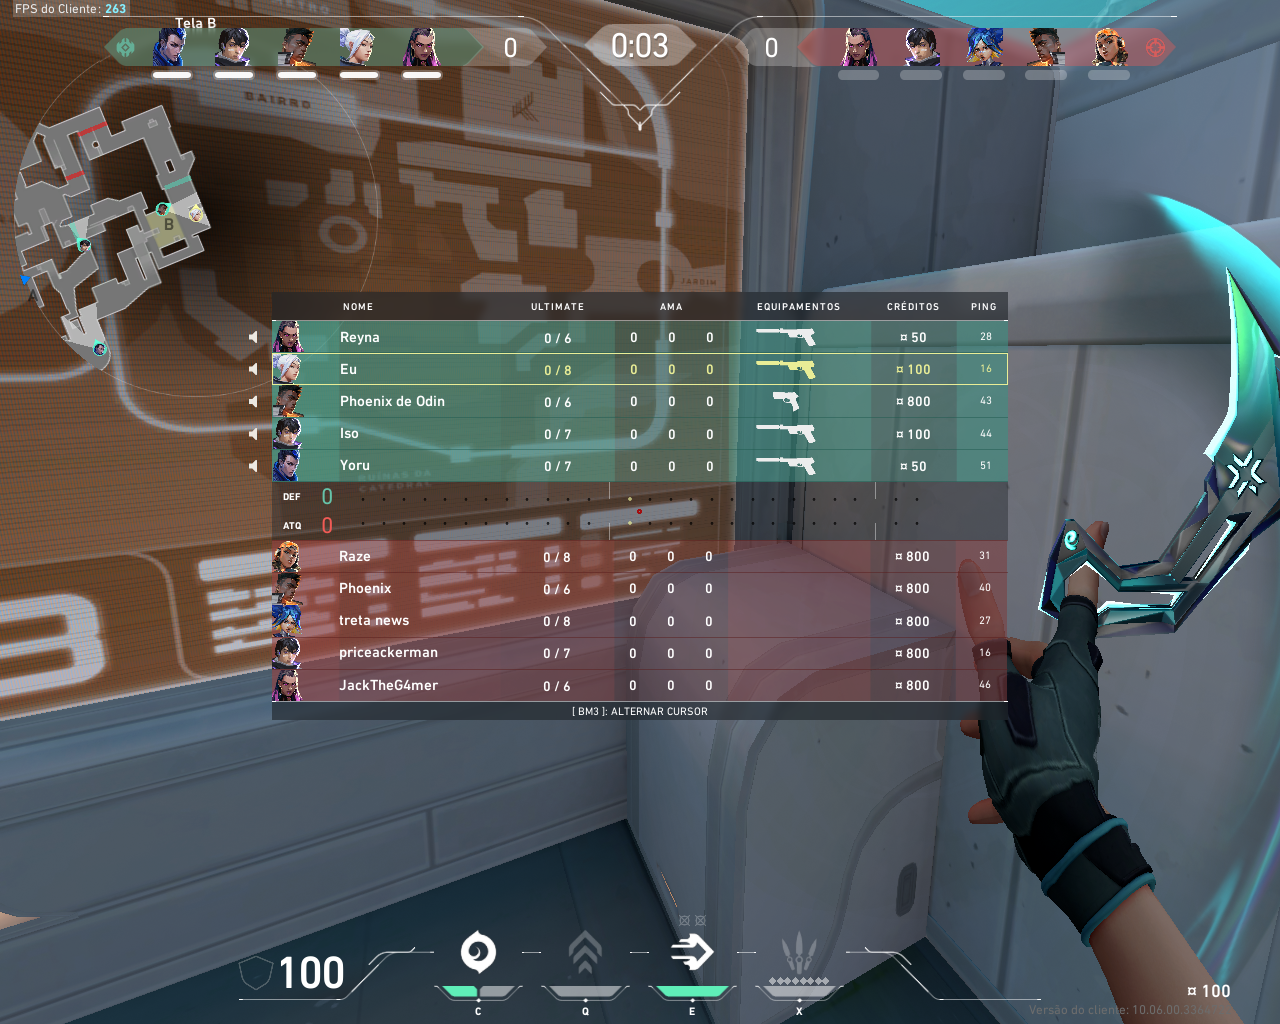 FPS do Cliente: 263
Tela B
0
0:03
0
BAIRRO
JARDIM
B
NOME ULTIMATE AMA EQUIPAMENTOS CRÉDITOS PING
Reyna 0 / 6 0 0 0 ¤ 50 28
Eu 0 / 8 0 0 0 ¤ 100 16
Phoenix de Odin 0 / 6 0 0 0 ¤ 800 43
Iso 0 / 7 0 0 0 ¤ 100 44
Yoru 0 / 7 0 0 0 ¤ 50 51
RUÍNAS DA
CATEDRAL
DEF 0
ATQ 0
Raze 0 / 8 0 0 0 ¤ 800 31
Phoenix 0 / 6 0 0 0 ¤ 800 40
treta news 0 / 8 0 0 0 ¤ 800 27
priceackerman 0 / 7 0 0 0 ¤ 800 16
JackTheG4mer 0 / 6 0 0 0 ¤ 800 46
[ BM3 ]: ALTERNAR CURSOR
B
100
C Q E X
¤ 100